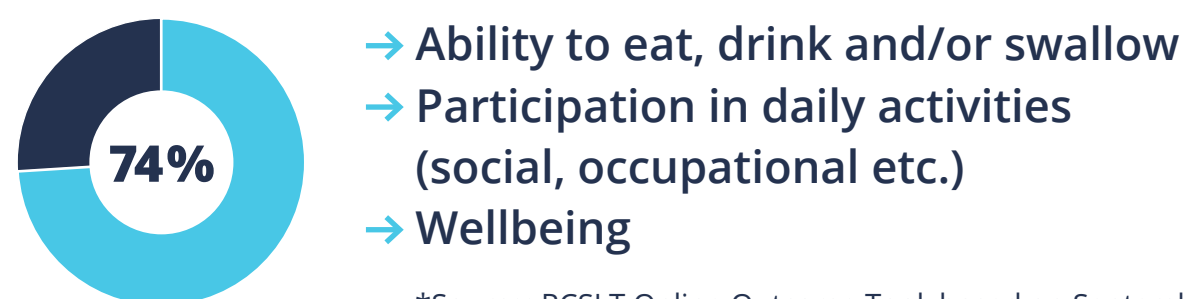 74%
→ Ability to eat, drink and/or swallow
→ Participation in daily activities
(social, occupational etc.)
→ Wellbeing